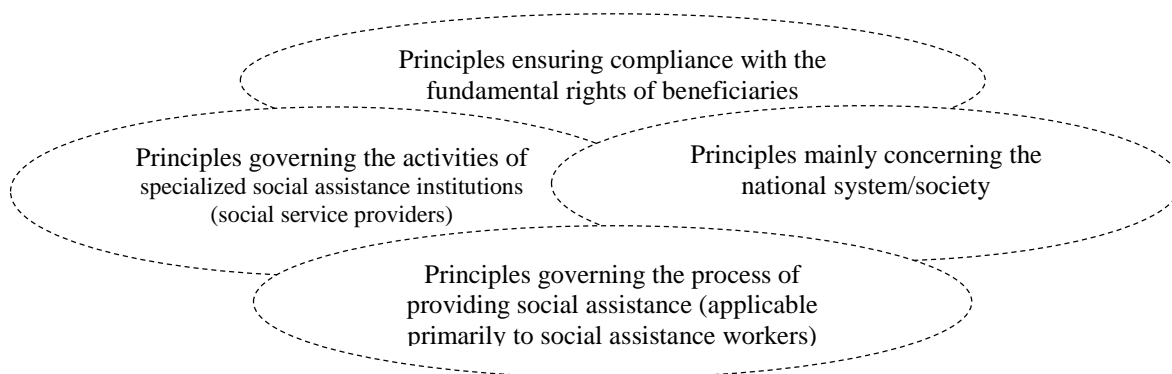 Principles ensuring compliance with the
fundamental rights of beneficiaries
Principles governing the activities of
specialized social assistance institutions
(social service providers)
Principles mainly concerning the
national system/society
Principles governing the process of
providing social assistance (applicable
primarily to social assistance workers)